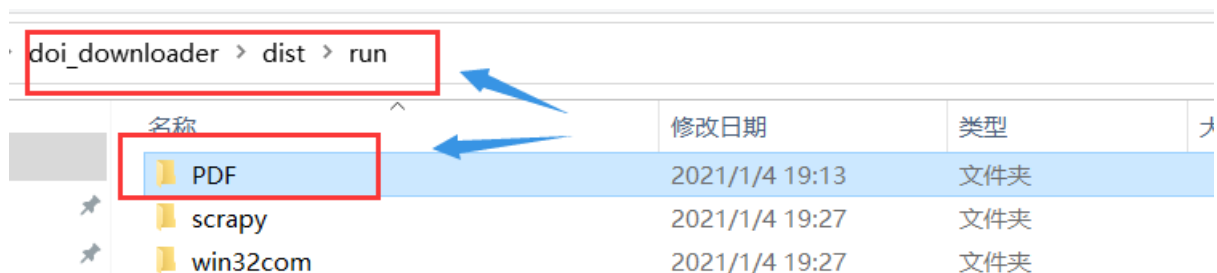 doi_downloader > dist > run
名称 修改日期 类型
PDF 2021/1/4 19:13 文件夹
scrapy 2021/1/4 19:27 文件夹
win32com 2021/1/4 19:27 文件夹